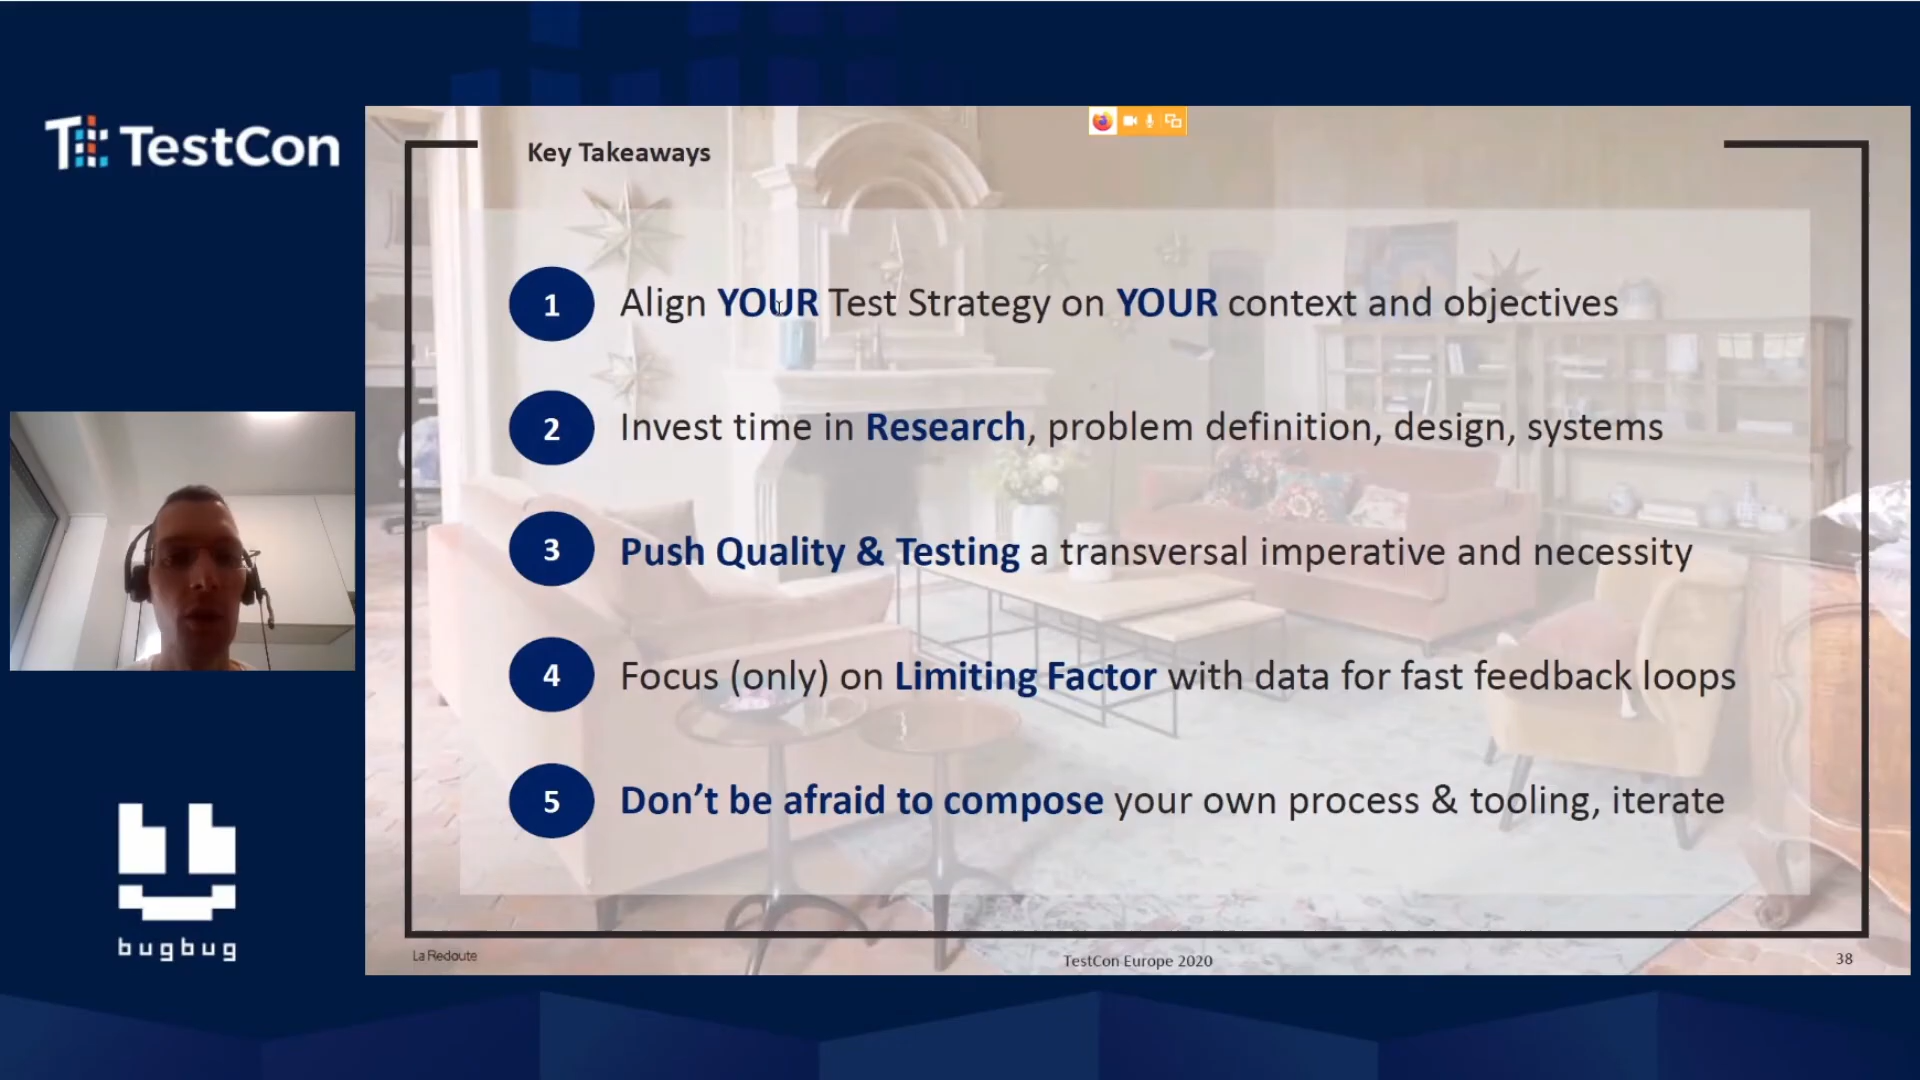 TestCon
Key Takeaways
1 Align YOUR Test Strategy on YOUR context and objectives
2 Invest time in Research, problem definition, design, systems
3 Push Quality & Testing a transversal imperative and necessity
4 Focus (only) on Limiting Factor with data for fast feedback loops
5 Don’t be afraid to compose your own process & tooling, iterate
bugbug
La Redoute
TestCon Europe 2020
38